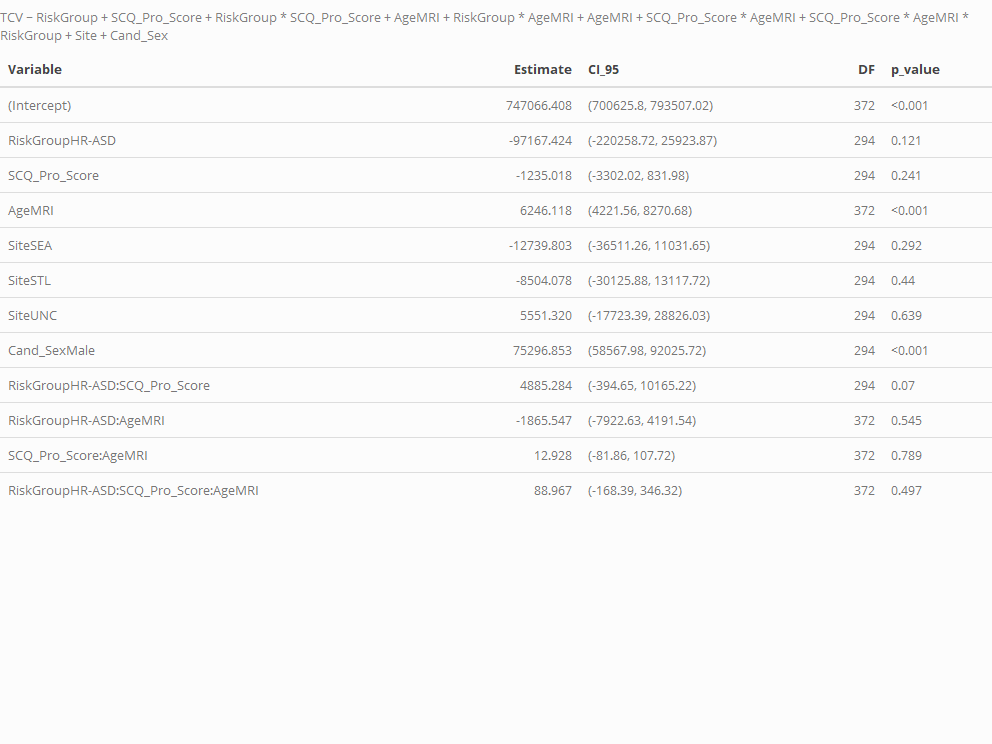 TCV ~ RiskGroup + SCQ_Pro_Score + RiskGroup * SCQ_Pro_Score + AgeMRI + RiskGroup * AgeMRI + AgeMRI + SCQ_Pro_Score * AgeMRI + SCQ_Pro_Score * AgeMRI *
RiskGroup + Site + Cand_Sex
Variable Estimate CI_95 DF p_value
(Intercept) 747066.408 (700625.8, 793507.02) 372 <0.001
RiskGroupHR-ASD -97167.424 (-220258.72, 25923.87) 294 0.121
SCQ_Pro_Score -1235.018 (-3302.02, 831.98) 294 0.241
AgeMRI 6246.118 (4221.56, 8270.68) 372 <0.001
SiteSEA -12739.803 (-36511.26, 11031.65) 294 0.292
SiteSTL -8504.078 (-30125.88, 13117.72) 294 0.44
SiteUNC 5551.320 (-17723.39, 28826.03) 294 0.639
Cand_SexMale 75296.853 (58567.98, 92025.72) 294 <0.001
RiskGroupHR-ASD:SCQ_Pro_Score 4885.284 (-394.65, 10165.22) 294 0.07
RiskGroupHR-ASD:AgeMRI -1865.547 (-7922.63, 4191.54) 372 0.545
SCQ_Pro_Score:AgeMRI 12.928 (-81.86, 107.72) 372 0.789
RiskGroupHR-ASD:SCQ_Pro_Score:AgeMRI 88.967 (-168.39, 346.32) 372 0.497